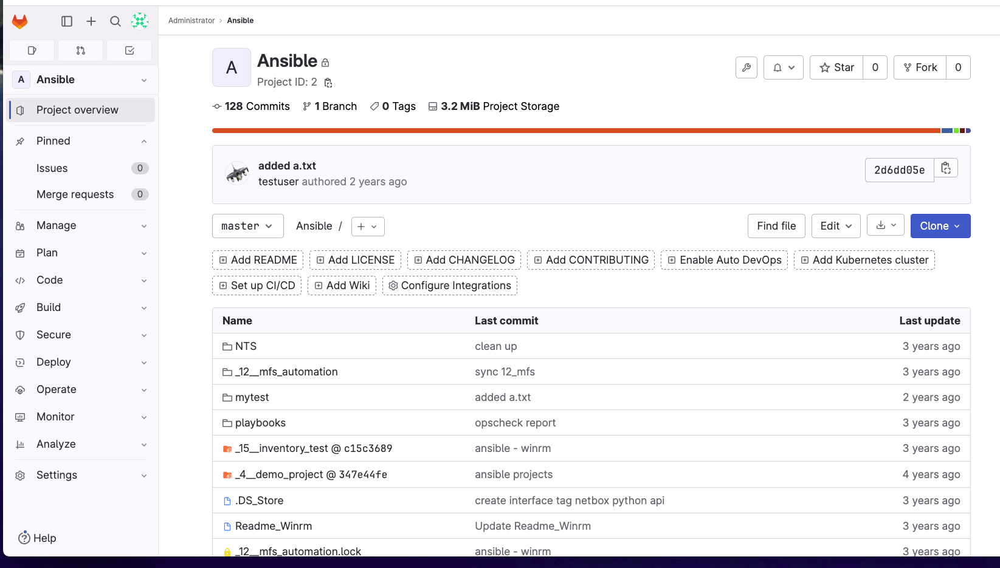 Administrator › Ansible
A Ansible
Project overview
Pinned
Issues 0
Merge requests 0
Manage
Plan
Code
Build
Secure
Deploy
Operate
Monitor
Analyze
Settings
Help
A
Ansible
Project ID: 2
Star 0
Fork 0
128 Commits 1 Branch 0 Tags 3.2 MiB Project Storage
added a.txt
testuser authored 2 years ago
2d6dd05e
master Ansible / + Find file Edit Clone
Add README Add LICENSE Add CHANGELOG Add CONTRIBUTING Enable Auto DevOps Add Kubernetes cluster
Set up CI/CD Add Wiki Configure Integrations
Name Last commit Last update
NTS clean up 3 years ago
_12__mfs_automation sync 12_mfs 3 years ago
mytest added a.txt 2 years ago
playbooks opscheck report 3 years ago
_15__inventory_test @ c15c3689 ansible - winrm 3 years ago
_4__demo_project @ 347e44fe ansible projects 4 years ago
.DS_Store create interface tag netbox python api 3 years ago
Readme_Winrm Update Readme_Winrm 3 years ago
_12__mfs_automation.lock ansible - winrm 3 years ago